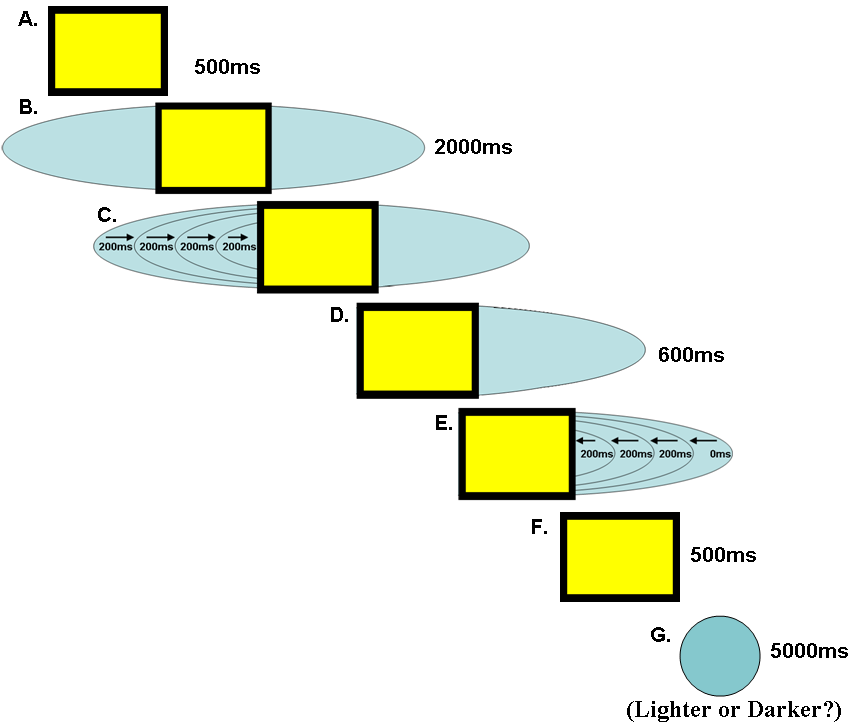 A.
500ms
B.
2000ms
C.
200ms 200ms 200ms 200ms
D.
600ms
E.
200ms 200ms 200ms 0ms
F.
500ms
G.
5000ms
(Lighter or Darker?)